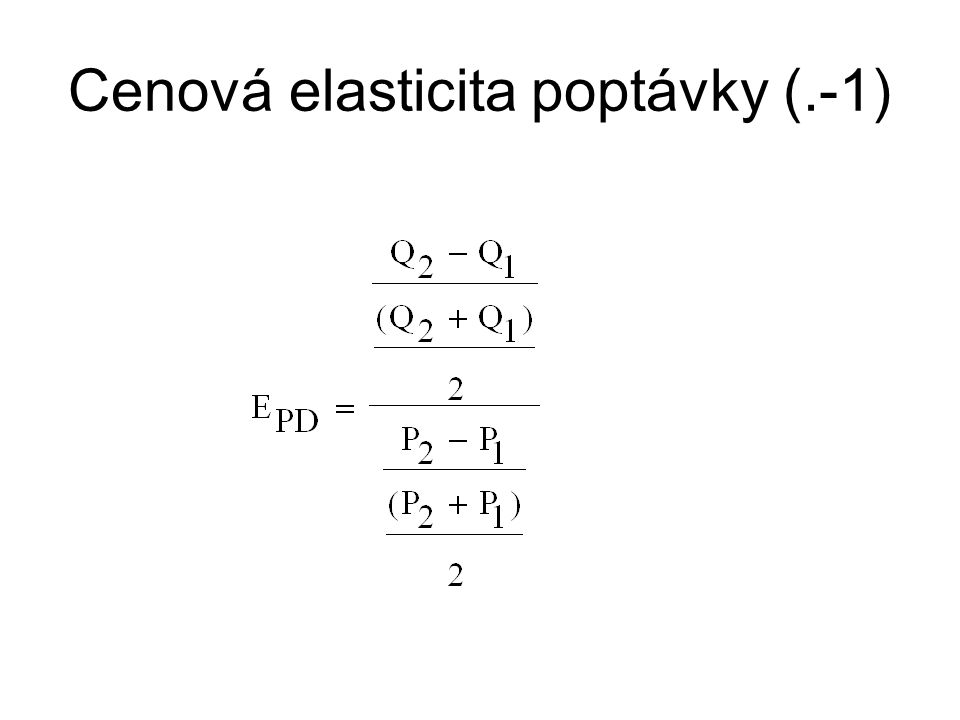 Cenová elasticita poptávky (.-1)
Q2 − Q1
(Q2 + Q1)
2
EPD =
P2 − P1
(P2 + P1)
2